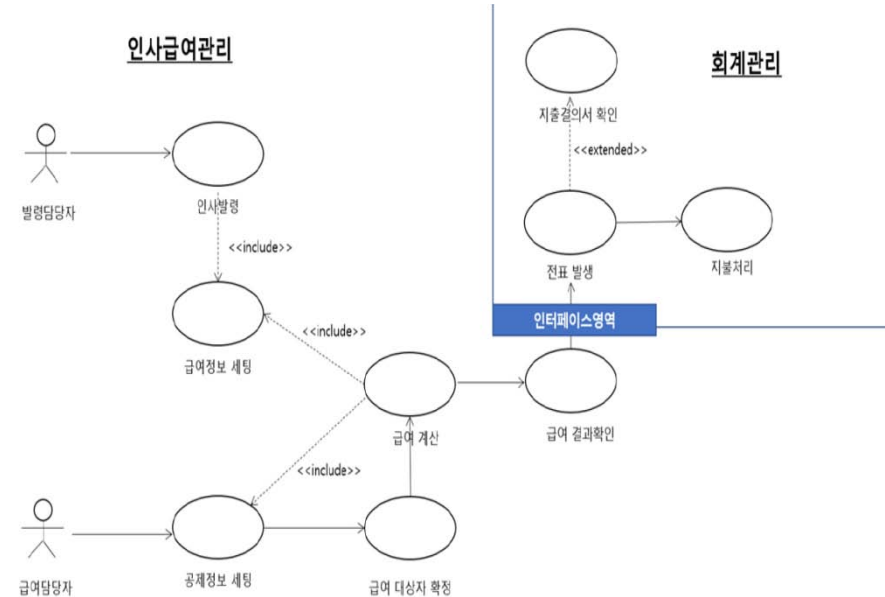 인사급여관리
회계관리
지출결의서 확인
<<extended>>
발령담당자
인사발령
<<include>>
전표 발생
지불처리
인터페이스영역
급여정보 세팅
<<include>>
급여 계산
급여 결과확인
<<include>>
급여담당자
공제정보 세팅
급여 대상자 확정